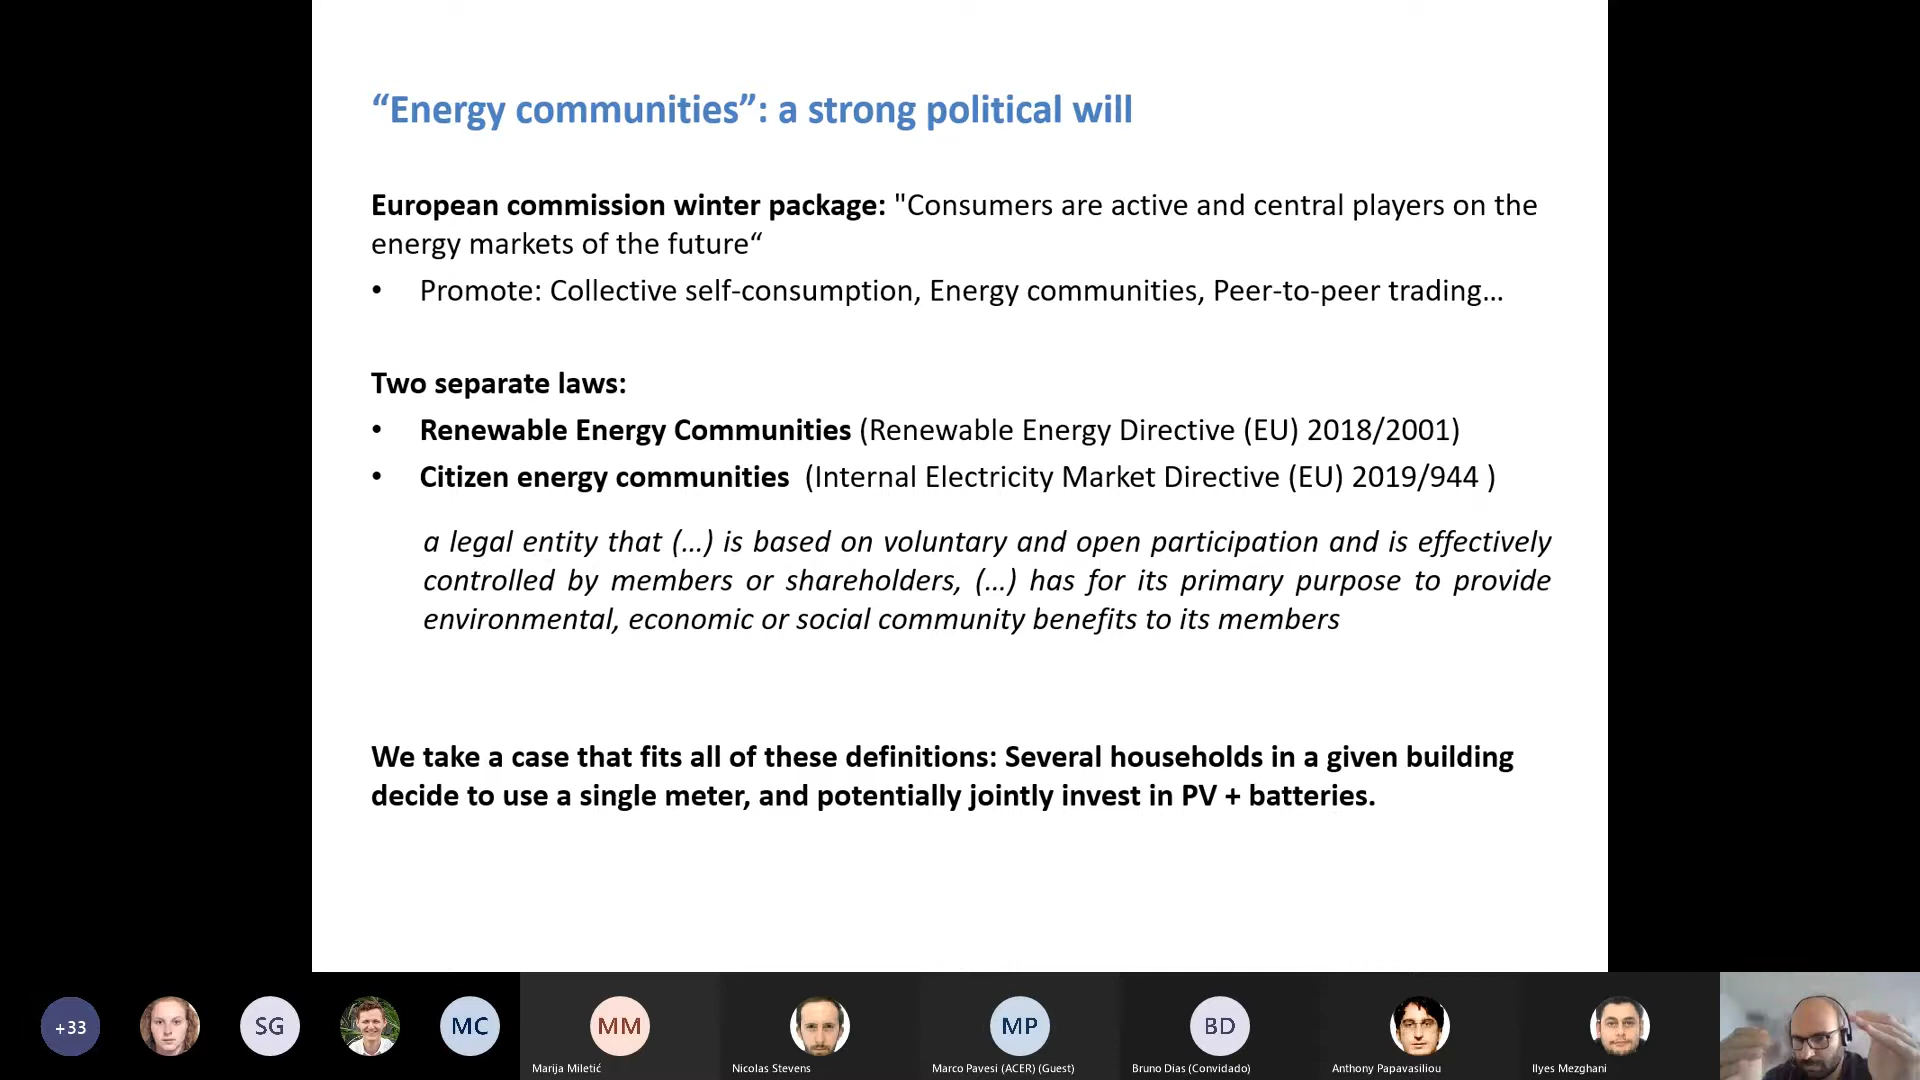 “Energy communities”: a strong political will
European commission winter package: "Consumers are active and central players on the
energy markets of the future“
• Promote: Collective self-consumption, Energy communities, Peer-to-peer trading…
Two separate laws:
• Renewable Energy Communities (Renewable Energy Directive (EU) 2018/2001)
• Citizen energy communities (Internal Electricity Market Directive (EU) 2019/944 )
a legal entity that (…) is based on voluntary and open participation and is effectively
controlled by members or shareholders, (…) has for its primary purpose to provide
environmental, economic or social community benefits to its members
We take a case that fits all of these definitions: Several households in a given building
decide to use a single meter, and potentially jointly invest in PV + batteries.
+33
SG
MC
MM
MP
BD
Marija Miletić
Nicolas Stevens
Marco Pavesi (ACER) (Guest)
Bruno Dias (Convidado)
Anthony Papavasiliou
Ilyes Mezghani